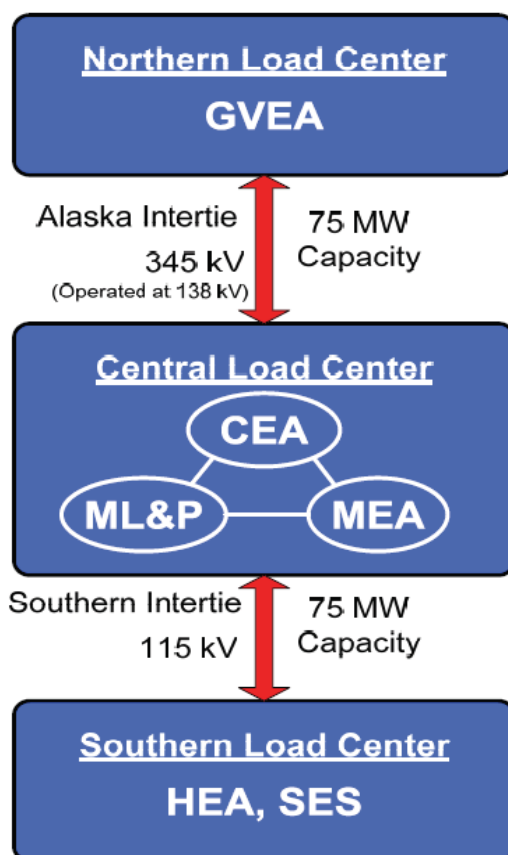 Northern Load Center
GVEA
Alaska Intertie
345 kV
(Operated at 138 kV)
75 MW
Capacity
Central Load Center
CEA
ML&P
MEA
Southern Intertie
115 kV
75 MW
Capacity
Southern Load Center
HEA, SES